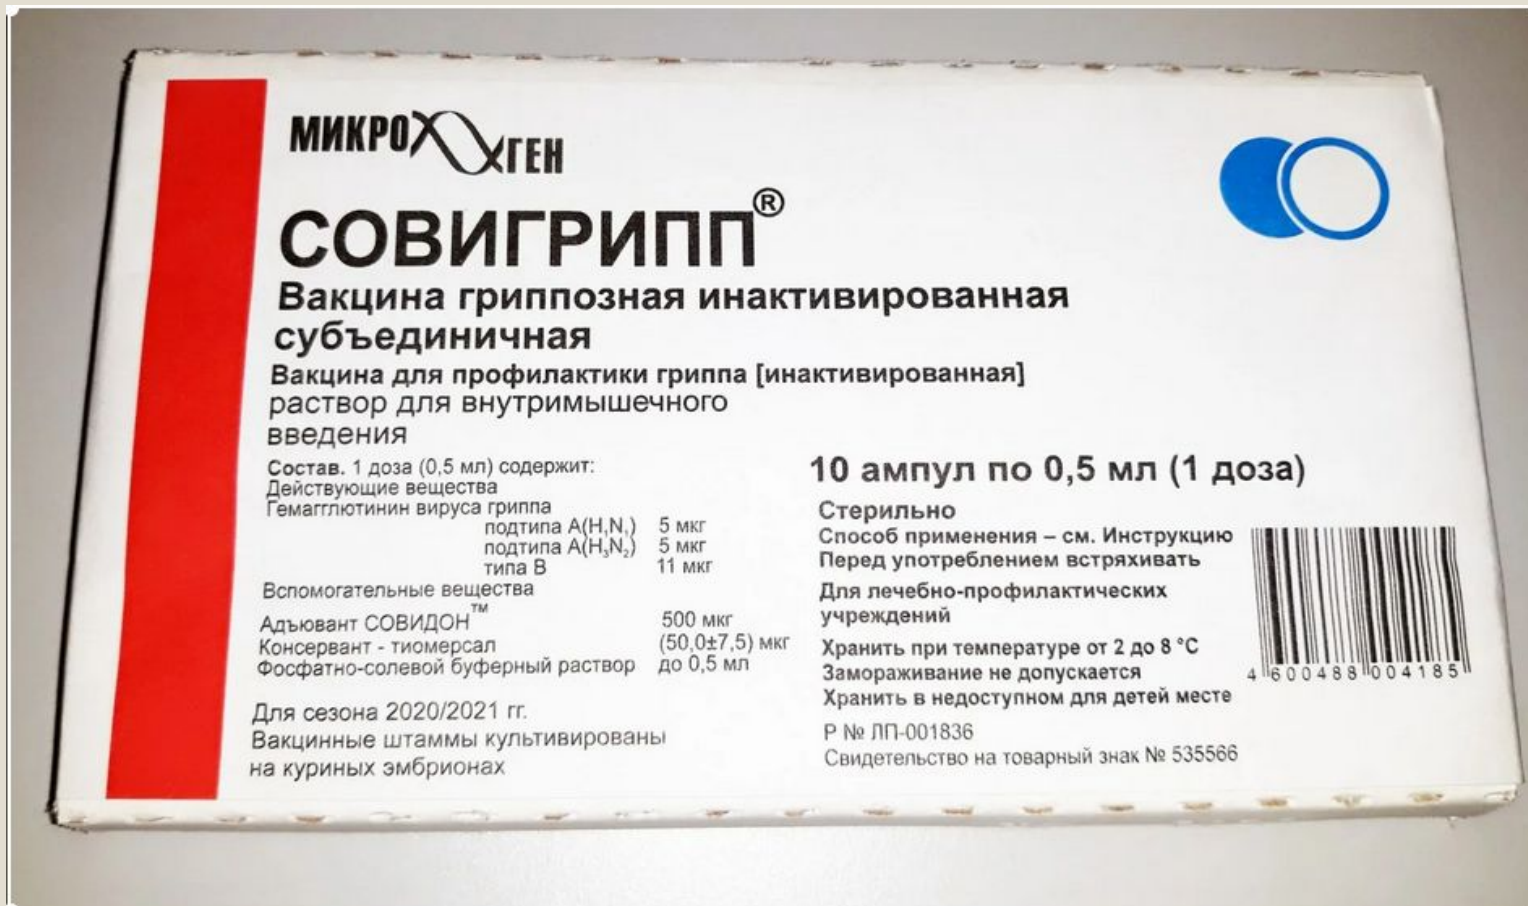 МИКРОГЕН
СОВИГРИПП®
Вакцина гриппозная инактивированная
субъединичная
Вакцина для профилактики гриппа [инактивированная]
раствор для внутримышечного
введения
Состав. 1 доза (0,5 мл) содержит:
Действующие вещества
Гемагглютинин вируса гриппа
подтипа А(H₁N₁) 5 мкг
подтипа А(H₃N₂) 5 мкг
типа В 11 мкг
Вспомогательные вещества
Адъювант СОВИДОН™ 500 мкг
Консервант - тиомерсал (50,0±7,5) мкг
Фосфатно-солевой буферный раствор до 0,5 мл
Для сезона 2020/2021 гг.
Вакцинные штаммы культивированы
на куриных эмбрионах
10 ампул по 0,5 мл (1 доза)
Стерильно
Способ применения – см. Инструкцию
Перед употреблением встряхивать
Для лечебно-профилактических
учреждений
Хранить при температуре от 2 до 8 °С
Замораживание не допускается
Хранить в недоступном для детей месте
Р № ЛП-001836
Свидетельство на товарный знак № 535566
4 600488 004185